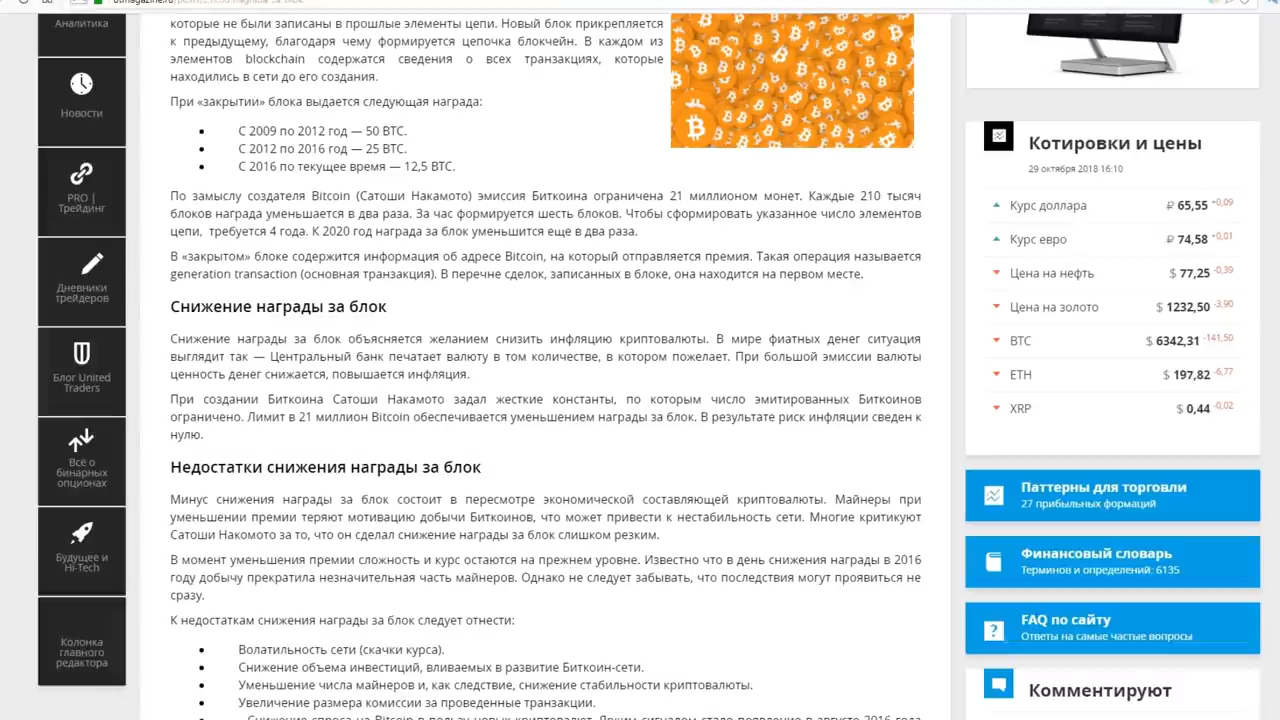 Аналитика
Новости
PRO |
Трейдинг
Дневники
трейдеров
Блог United
Traders
Всё о
бинарных
опционах
Будущее и
Hi-Tech
Колонка
главного
редактора
которые не были записаны в прошлые элементы цепи. Новый блок прикрепляется
к предыдущему, благодаря чему формируется цепочка блокчейн. В каждом из
элементов blockchain содержатся сведения о всех транзакциях, которые
находились в сети до его создания.
При «закрытии» блока выдается следующая награда:
• С 2009 по 2012 год — 50 BTC.
• С 2012 по 2016 год — 25 BTC.
• С 2016 по текущее время — 12,5 BTC.
По замыслу создателя Bitcoin (Сатоши Накамото) эмиссия Биткоина ограничена 21 миллионом монет. Каждые 210 тысяч
блоков награда уменьшается в два раза. За час формируется шесть блоков. Чтобы сформировать указанное число элементов
цепи, требуется 4 года. К 2020 год награда за блок уменьшится еще в два раза.
В «закрытом» блоке содержится информация об адресе Bitcoin, на который отправляется премия. Такая операция называется
generation transaction (основная транзакция). В перечне сделок, записанных в блоке, она находится на первом месте.
Снижение награды за блок
Снижение награды за блок объясняется желанием снизить инфляцию криптовалюты. В мире фиатных денег ситуация
выглядит так — Центральный банк печатает валюту в том количестве, в котором пожелает. При большой эмиссии валюты
ценность денег снижается, повышается инфляция.
При создании Биткоина Сатоши Накамото задал жесткие константы, по которым число эмитированных Биткоинов
ограничено. Лимит в 21 миллион Bitcoin обеспечивается уменьшением награды за блок. В результате риск инфляции сведен к
нулю.
Недостатки снижения награды за блок
Минус снижения награды за блок состоит в пересмотре экономической составляющей криптовалюты. Майнеры при
уменьшении премии теряют мотивацию добычи Биткоинов, что может привести к нестабильность сети. Многие критикуют
Сатоши Накомото за то, что он сделал снижение награды за блок слишком резким.
В момент уменьшения премии сложность и курс остаются на прежнем уровне. Известно что в день снижения награды в 2016
году добычу прекратила незначительная часть майнеров. Однако не следует забывать, что последствия могут проявиться не
сразу.
К недостаткам снижения награды за блок следует отнести:
• Волатильность сети (скачки курса).
• Снижение объема инвестиций, вливаемых в развитие Биткоин-сети.
• Уменьшение числа майнеров и, как следствие, снижение стабильности криптовалюты.
• Увеличение размера комиссии за проведенные транзакции.
• Снижение спроса на Bitcoin в пользу новых криптовалют. Ярким сигналом стало появление в августе 2016 года
Котировки и цены
29 октября 2018 16:10
Курс доллара ₽ 65,55 +0,09
Курс евро ₽ 74,58 +0,01
Цена на нефть $ 77,25 -0,39
Цена на золото $ 1232,50 -3,90
BTC $ 6342,31 -141,50
ETH $ 197,82 -6,77
XRP $ 0,44 -0,02
Паттерны для торговли
27 прибыльных формаций
Финансовый словарь
Терминов и определений: 6135
FAQ по сайту
Ответы на самые частые вопросы
Комментируют